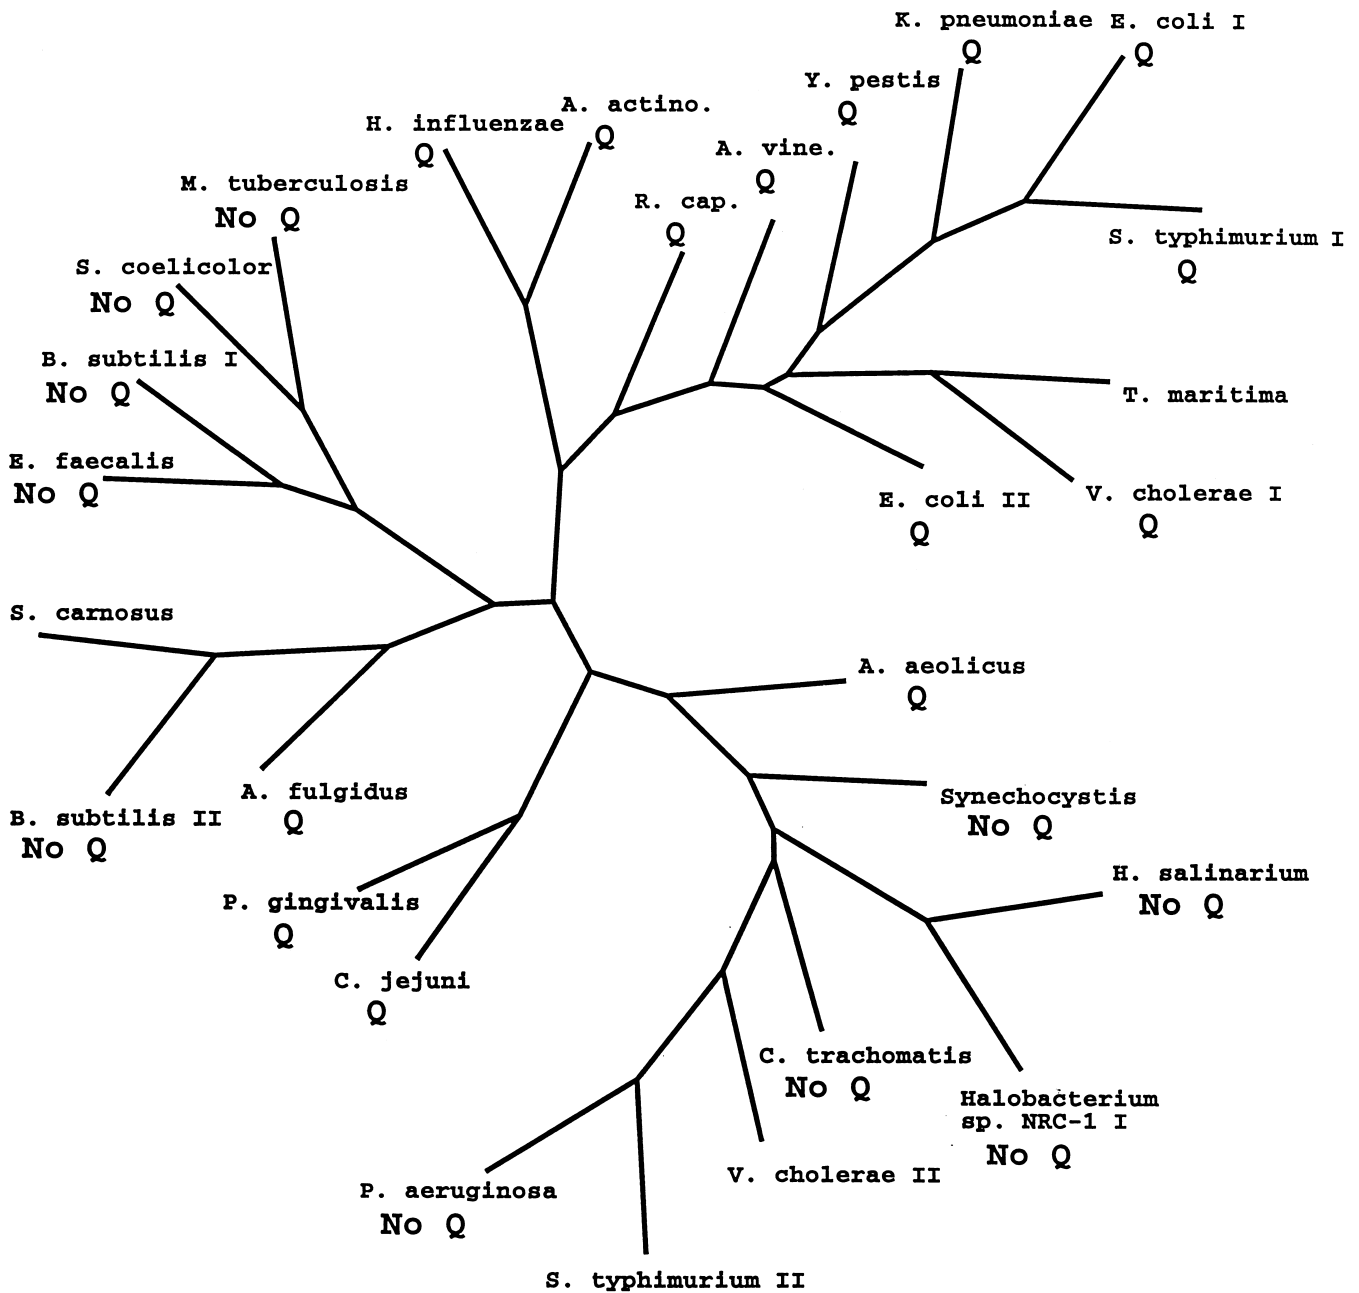 K. pneumoniae E. coli I
Q Q
Y. pestis
Q
A. actino.
Q
H. influenzae
Q
A. vine.
Q
M. tuberculosis
No Q
R. cap.
Q
S. typhimurium I
Q
S. coelicolor
No Q
B. subtilis I
No Q
T. maritima
E. faecalis
No Q
V. cholerae I
Q
E. coli II
Q
S. carnosus
A. aeolicus
Q
A. fulgidus
Q
Synechocystis
No Q
B. subtilis II
No Q
H. salinarium
No Q
P. gingivalis
Q
C. jejuni
Q
C. trachomatis
No Q
Halobacterium
sp. NRC-1 I
No Q
V. cholerae II
P. aeruginosa
No Q
S. typhimurium II